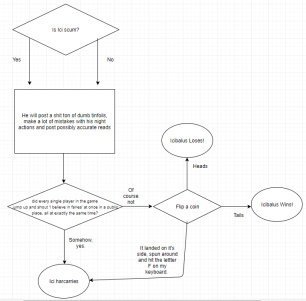 Is Ici scum?
Yes
No
He will post a shit ton of dumb tinfoils,
make a lot of mistakes with his night
actions and post possibly accurate reads
Icibalus Loses!
Heads
Did every single player in the game
jump up and shout 'I believe in fairies' at once in a public
place, all at exactly the same time?
Of
course
not
Flip a coin
Tails
Icibalus Wins!
Somehow,
yes.
It landed on it's
side, spun around
and hit the letter
F on my
keyboard.
Ici hardcarries